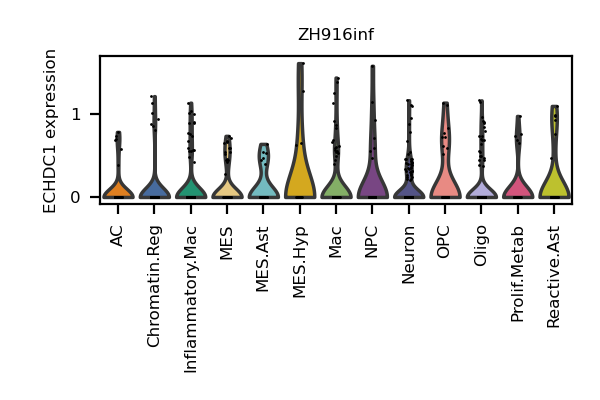 ZH916inf
ECHDC1 expression
1
0
AC
Chromatin.Reg
Inflammatory.Mac
MES
MES.Ast
MES.Hyp
Mac
NPC
Neuron
OPC
Oligo
Prolif.Metab
Reactive.Ast